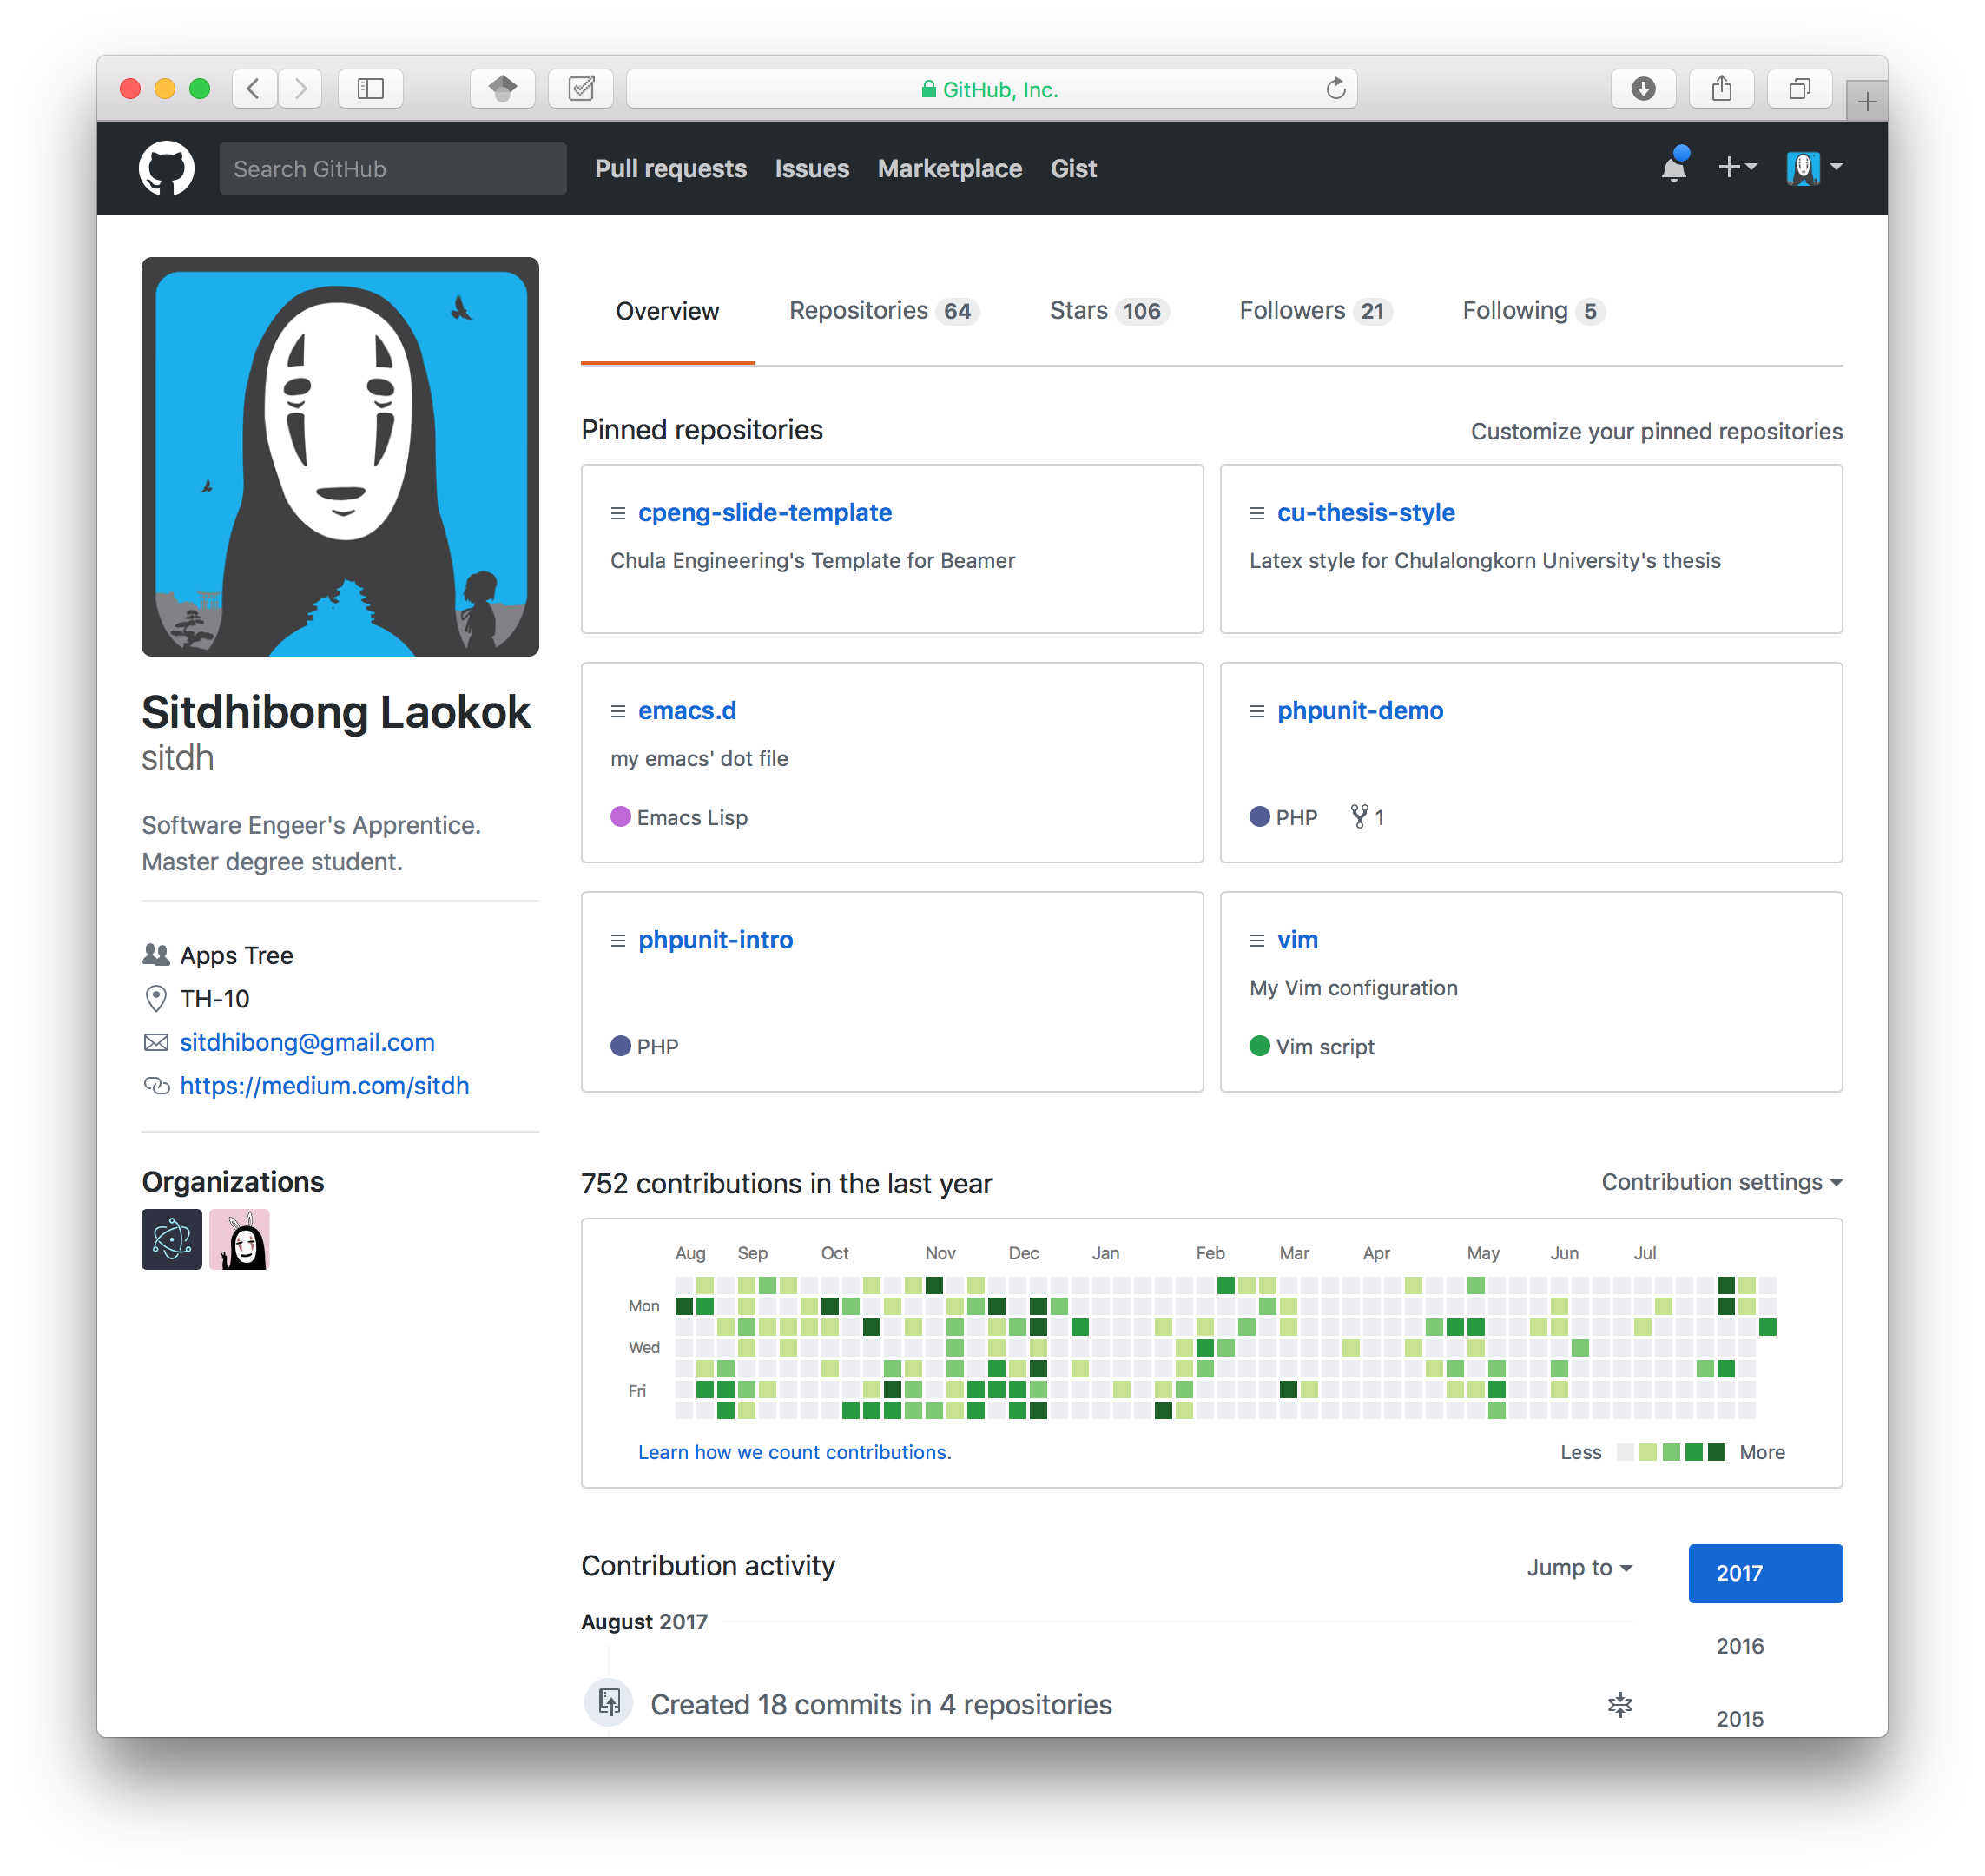 GitHub, Inc.
Search GitHub
Pull requests Issues Marketplace Gist
Overview Repositories 64 Stars 106 Followers 21 Following 5
Sitdhibong Laokok
sitdh
Software Engeer's Apprentice.
Master degree student.
Apps Tree
TH-10
sitdhibong@gmail.com
https://medium.com/sitdh
Organizations
Pinned repositories
Customize your pinned repositories
cpeng-slide-template
Chula Engineering's Template for Beamer
cu-thesis-style
Latex style for Chulalongkorn University's thesis
emacs.d
my emacs' dot file
Emacs Lisp
phpunit-demo
PHP 1
phpunit-intro
PHP
vim
My Vim configuration
Vim script
752 contributions in the last year
Contribution settings
Aug Sep Oct Nov Dec Jan Feb Mar Apr May Jun Jul
Mon
Wed
Fri
Learn how we count contributions.
Less More
Contribution activity
Jump to
2017
2016
2015
August 2017
Created 18 commits in 4 repositories